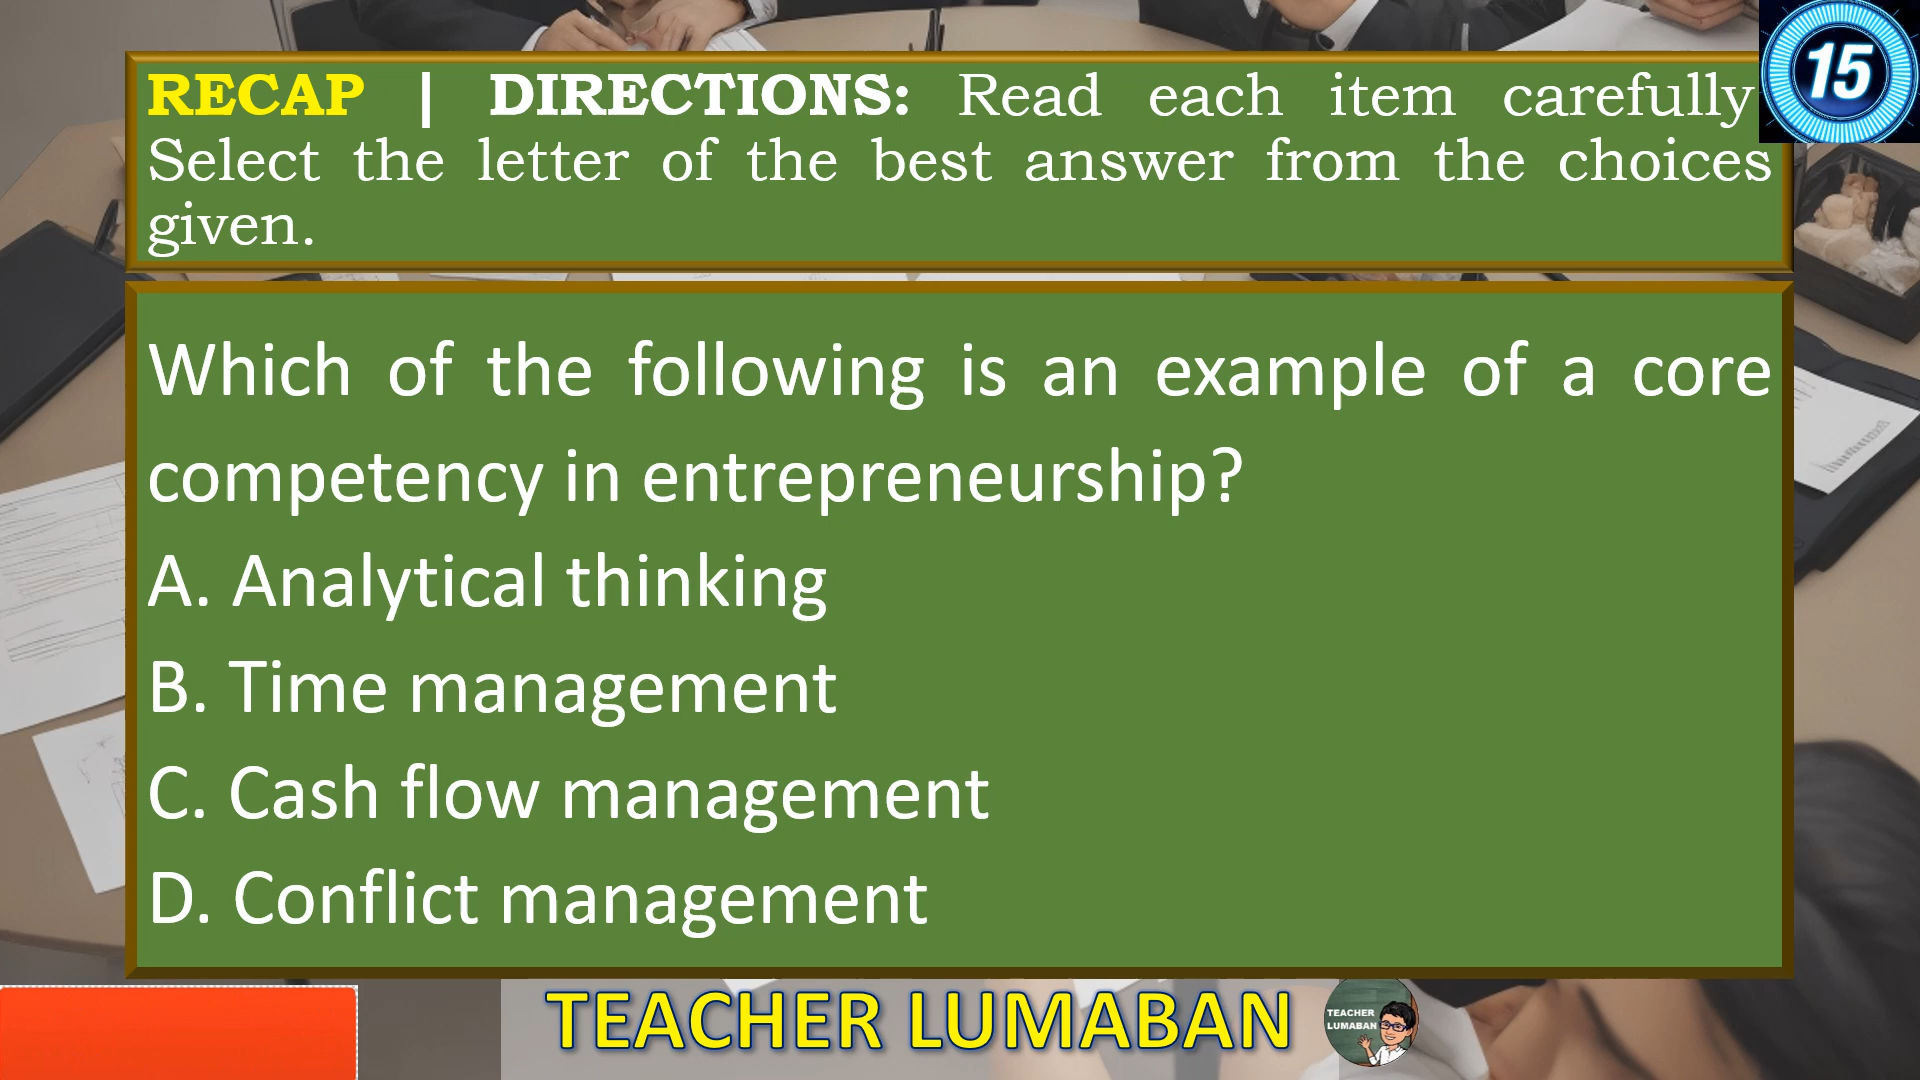 RECAP | DIRECTIONS: Read each item carefully
Select the letter of the best answer from the choices
given.
15
Which of the following is an example of a core
competency in entrepreneurship?
A. Analytical thinking
B. Time management
C. Cash flow management
D. Conflict management
TEACHER LUMABAN
TEACHER
LUMABAN